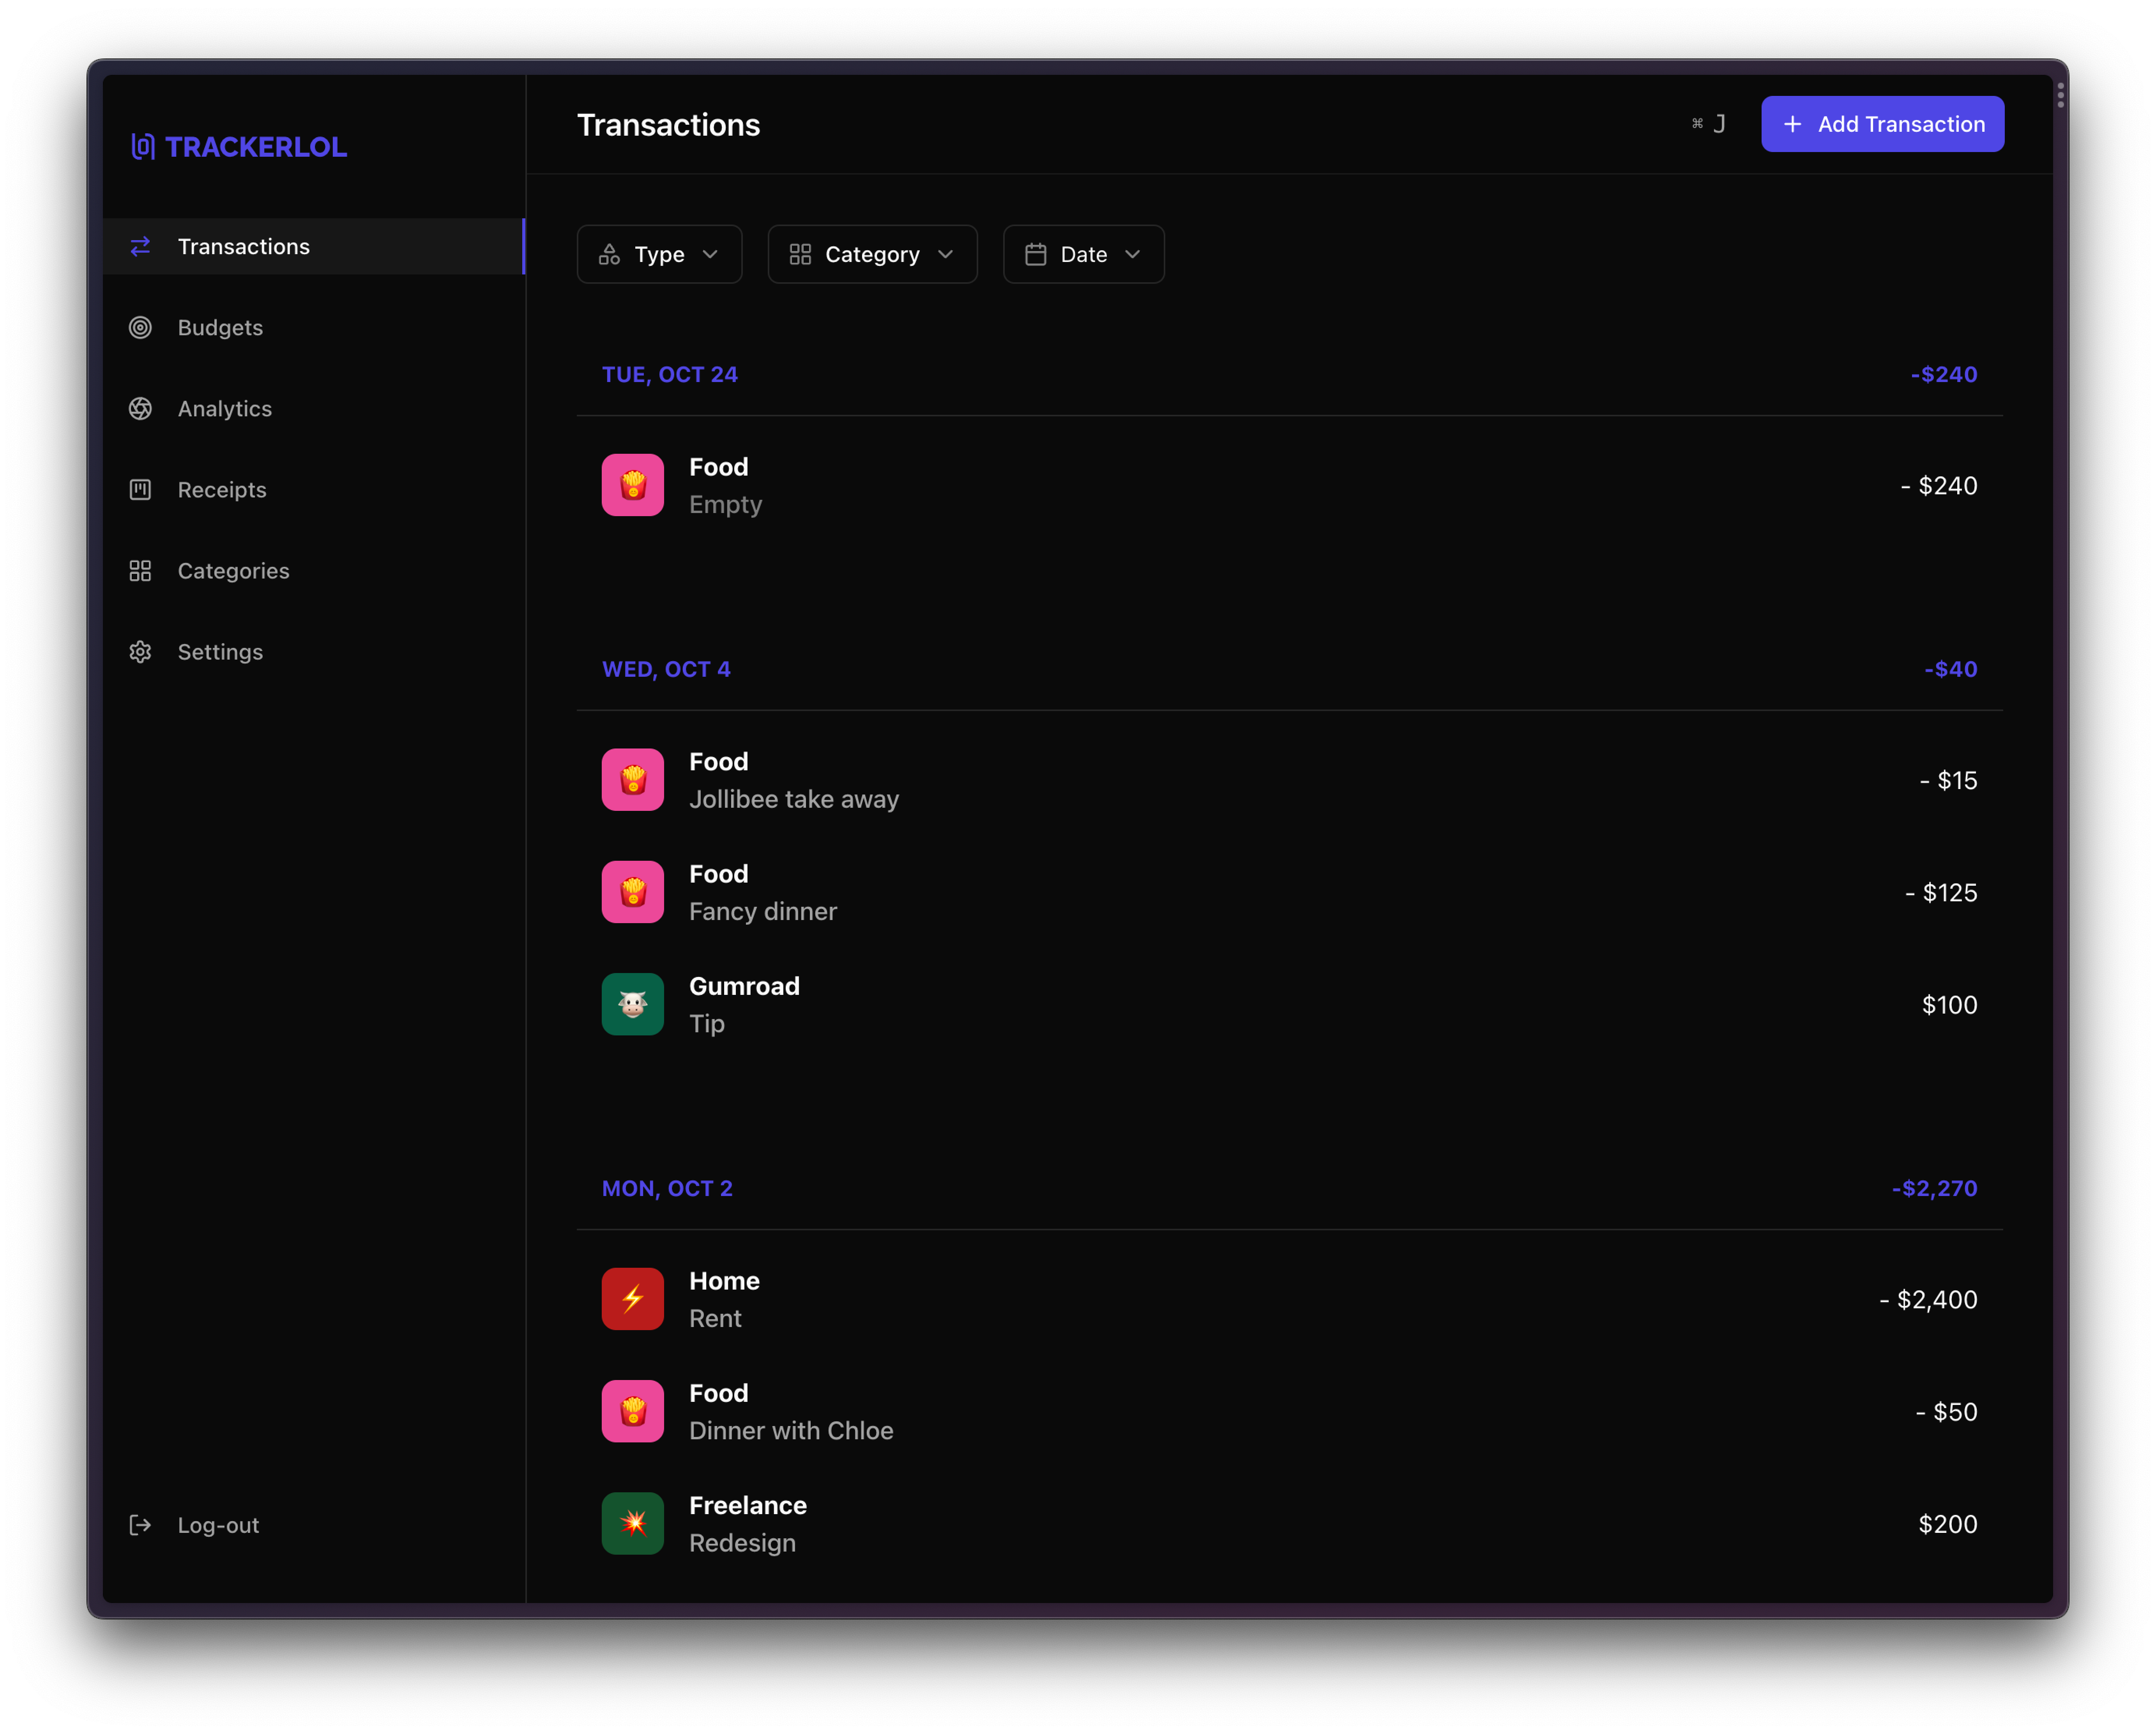 TRACKERLOL
Transactions
Budgets
Analytics
Receipts
Categories
Settings
Log-out
Transactions
⌘ J
+ Add Transaction
Type
Category
Date
TUE, OCT 24 -$240
Food
Empty
- $240
WED, OCT 4 -$40
Food
Jollibee take away
- $15
Food
Fancy dinner
- $125
Gumroad
Tip
$100
MON, OCT 2 -$2,270
Home
Rent
- $2,400
Food
Dinner with Chloe
- $50
Freelance
Redesign
$200